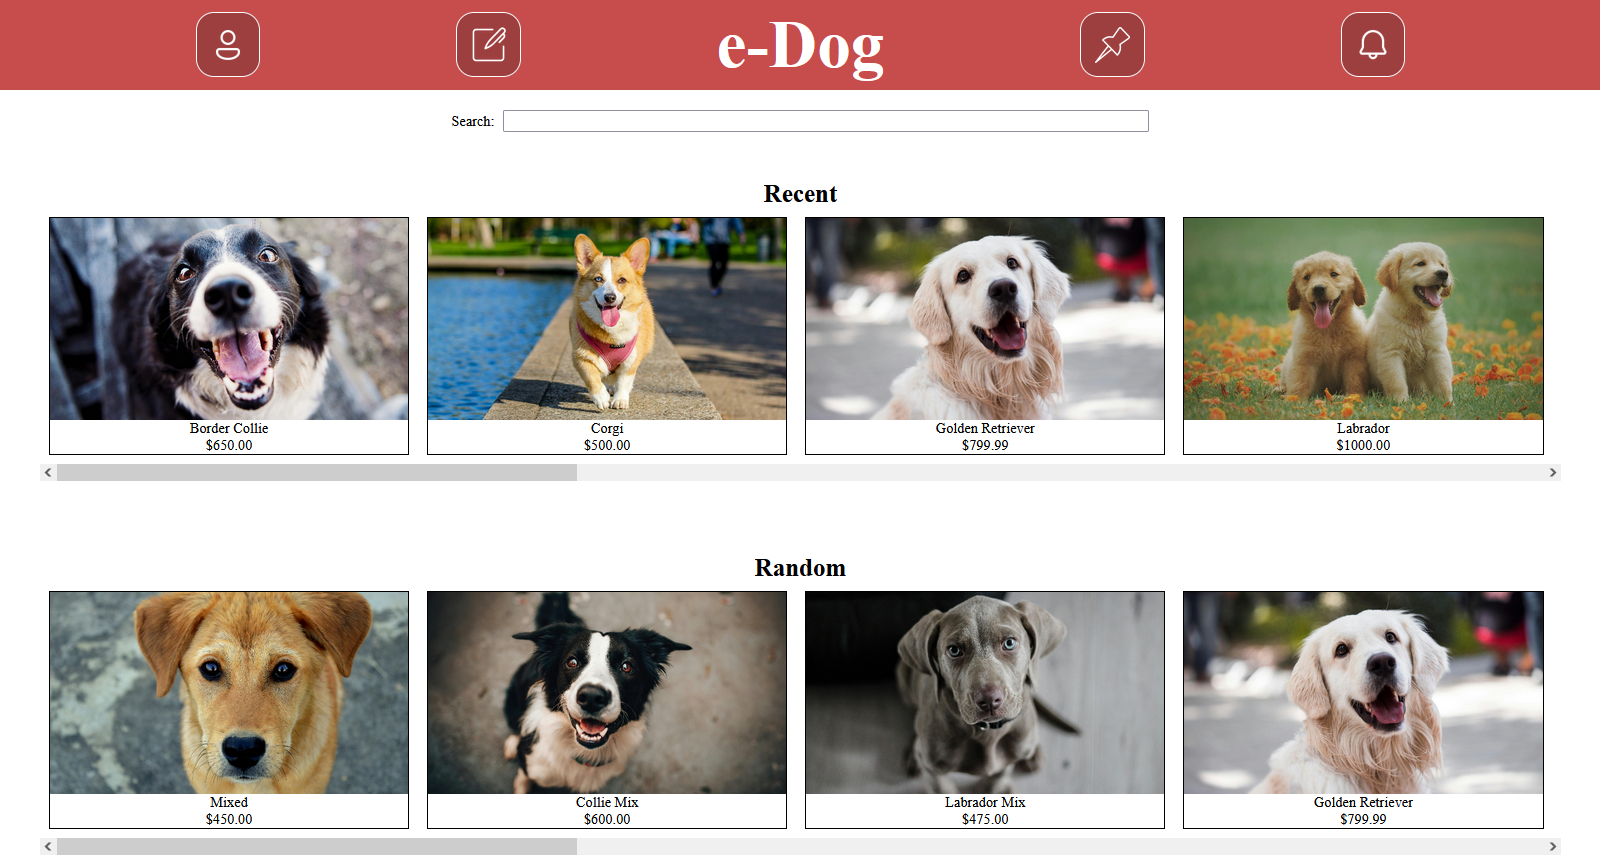 e-Dog
Search:
Recent
Border Collie
$650.00
Corgi
$500.00
Golden Retriever
$799.99
Labrador
$1000.00
Random
Mixed
$450.00
Collie Mix
$600.00
Labrador Mix
$475.00
Golden Retriever
$799.99